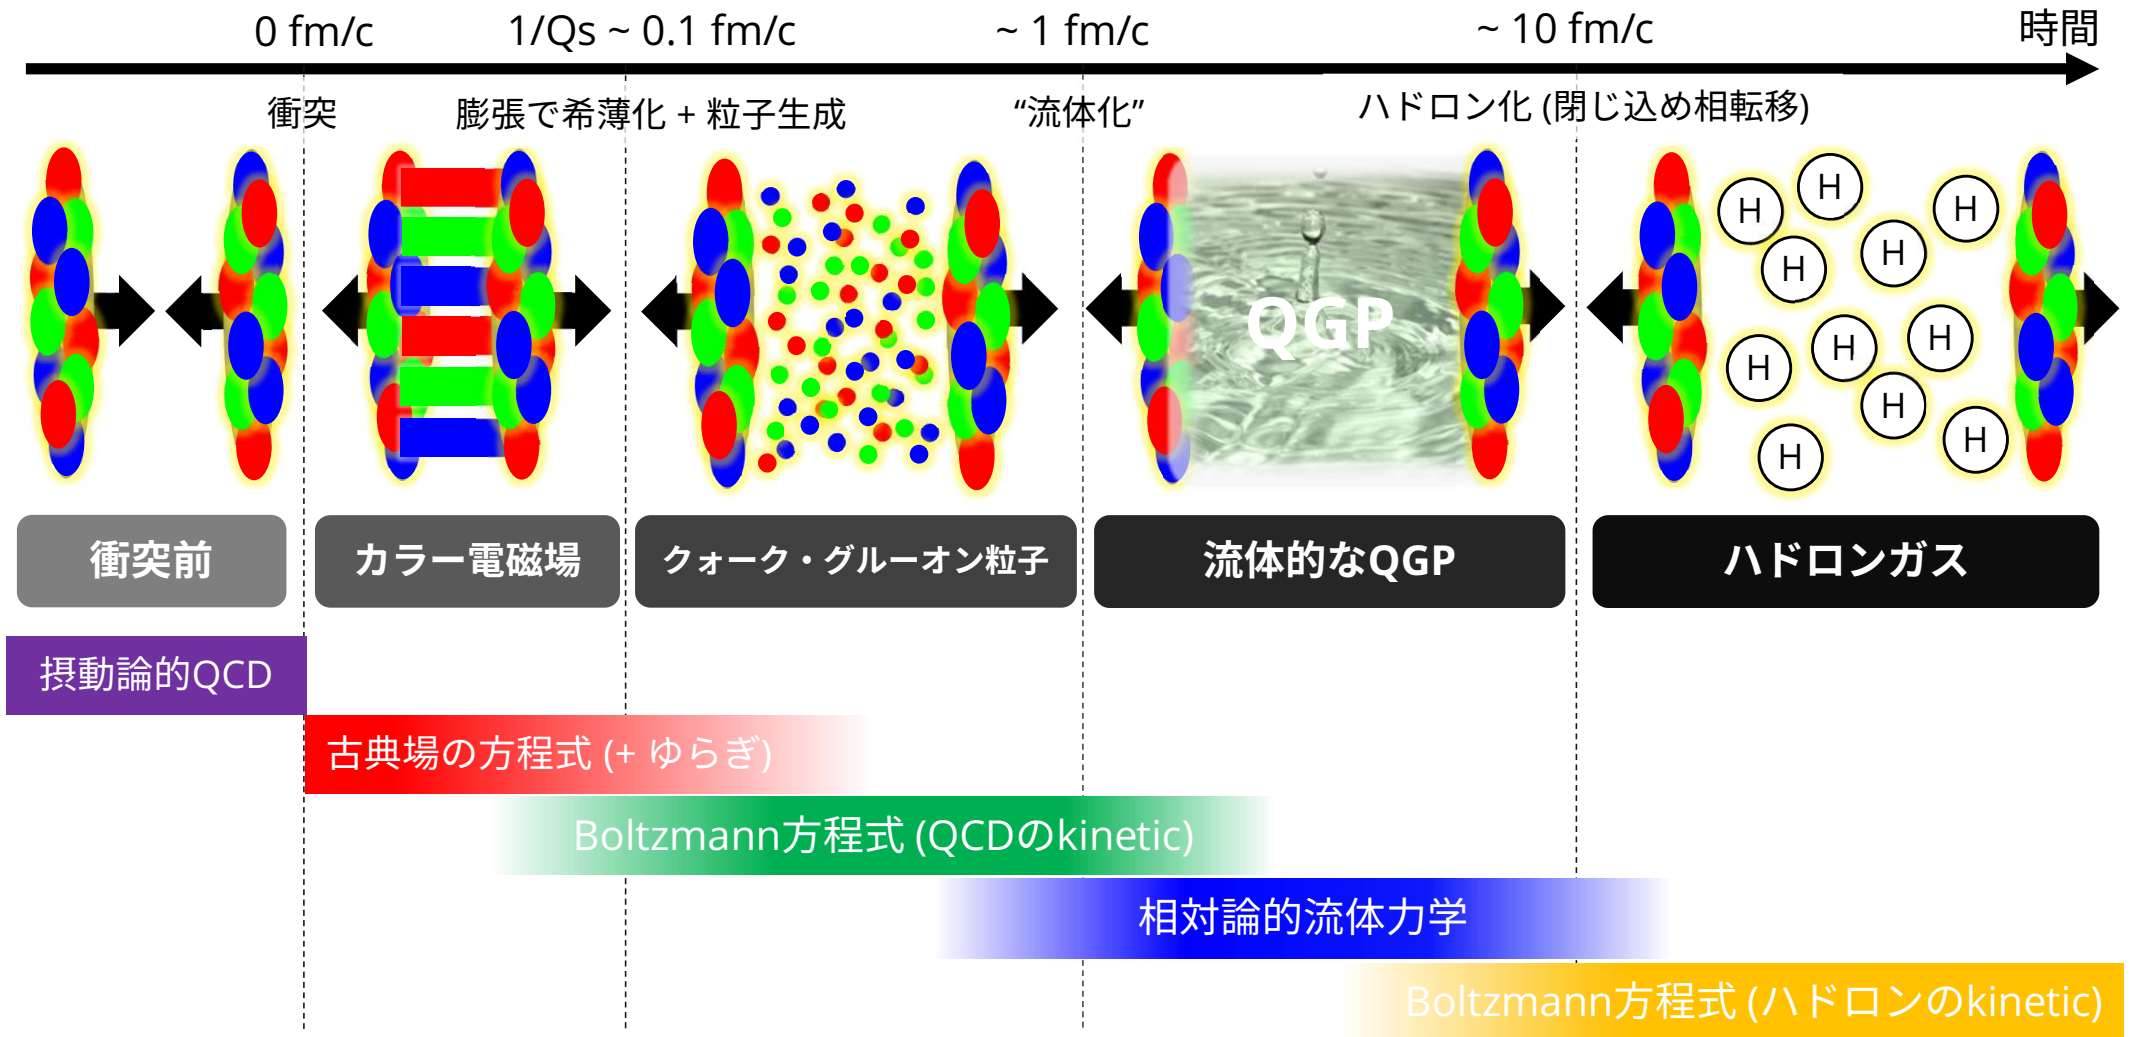 0 fm/c
1/Qs ~ 0.1 fm/c
~ 1 fm/c
~ 10 fm/c
時間
衝突
膨張で希薄化 + 粒子生成
“流体化”
ハドロン化 (閉じ込め相転移)
QGP
H
H
H
H
H
H
H
H
H
H
H
衝突前
カラー電磁場
クォーク・グルーオン粒子
流体的なQGP
ハドロンガス
摂動論的QCD
古典場の方程式 (+ ゆらぎ)
Boltzmann方程式 (QCDのkinetic)
相対論的流体力学
Boltzmann方程式 (ハドロンのkinetic)